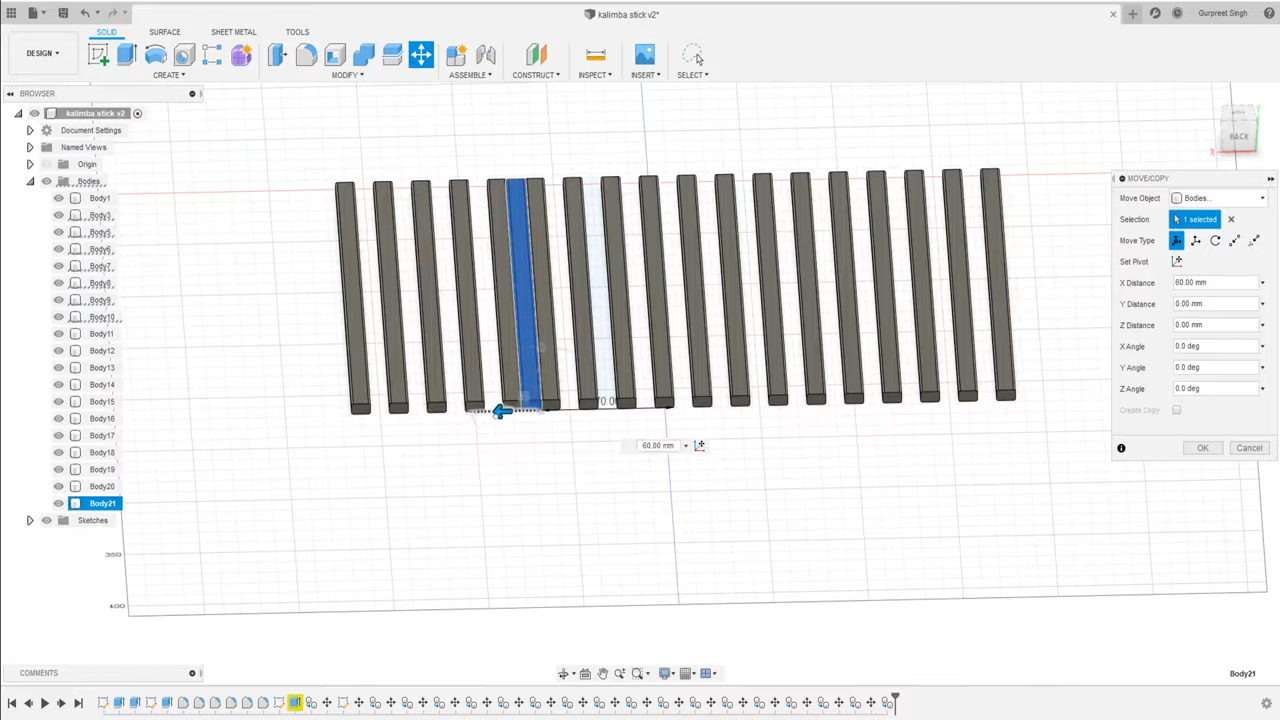 kalimba stick v2*
Gurpreet Singh
SOLID SURFACE SHEET METAL TOOLS
DESIGN
CREATE MODIFY ASSEMBLE CONSTRUCT INSPECT INSERT SELECT
BROWSER
kalimba stick v2
Document Settings
Named Views
Origin
Bodies
Body1
Body3
Body5
Body6
Body7
Body8
Body9
Body10
Body11
Body12
Body13
Body14
Body15
Body16
Body17
Body18
Body19
Body20
Body21
Sketches
BACK
X
Y
MOVE/COPY
Move Object Bodies...
Selection 1 selected
Move Type
Set Pivot
X Distance 60.00 mm
Y Distance 0.00 mm
Z Distance 0.00 mm
X Angle 0.0 deg
Y Angle 0.0 deg
Z Angle 0.0 deg
Create Copy
OK Cancel
60.00 mm
350
400
COMMENTS
Body21